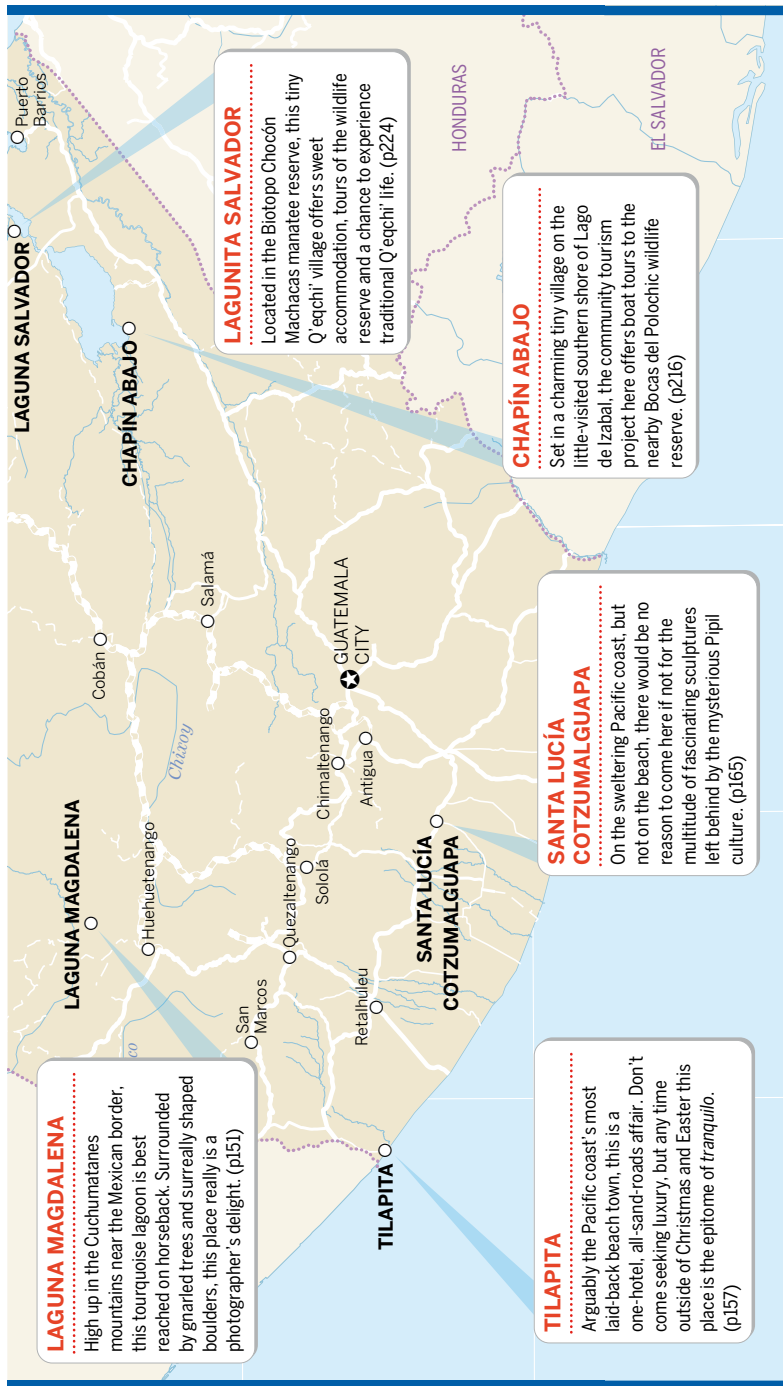 LAGUNA MAGDALENA
High up in the Cuchumatanes
mountains near the Mexican border,
this tourquoise lagoon is best
reached on horseback. Surrounded
by gnarled trees and surreally shaped
boulders, this place really is a
photographer's delight. (p151)
LAGUNA MAGDALENA
LAGUNA SALVADOR
Puerto
Barrios
CHAPÍN ABAJO
LAGUNITA SALVADOR
Located in the Biotopo Chocón
Machacas manatee reserve, this tiny
Q'eqchi' village offers sweet
accommodation, tours of the wildlife
reserve and a chance to experience
traditional Q'eqchi' life. (p224)
co
Huehuetenango
Cobán
Chixoy
Salamá
San
Marcos
Quezaltenango
Sololá
Chimaltenango
Antigua
GUATEMALA
CITY
Retalhuleu
SANTA LUCÍA
COTZUMALGUAPA
TILAPITA
HONDURAS
EL SALVADOR
TILAPITA
Arguably the Pacific coast's most
laid-back beach town, this is a
one-hotel, all-sand-roads affair. Don't
come seeking luxury, but any time
outside of Christmas and Easter this
place is the epitome of tranquilo.
(p157)
SANTA LUCÍA
COTZUMALGUAPA
On the sweltering Pacific coast, but
not on the beach, there would be no
reason to come here if not for the
multitude of fascinating sculptures
left behind by the mysterious Pipil
culture. (p165)
CHAPÍN ABAJO
Set in a charming tiny village on the
little-visited southern shore of Lago
de Izabal, the community tourism
project here offers boat tours to the
nearby Bocas del Polochic wildlife
reserve. (p216)